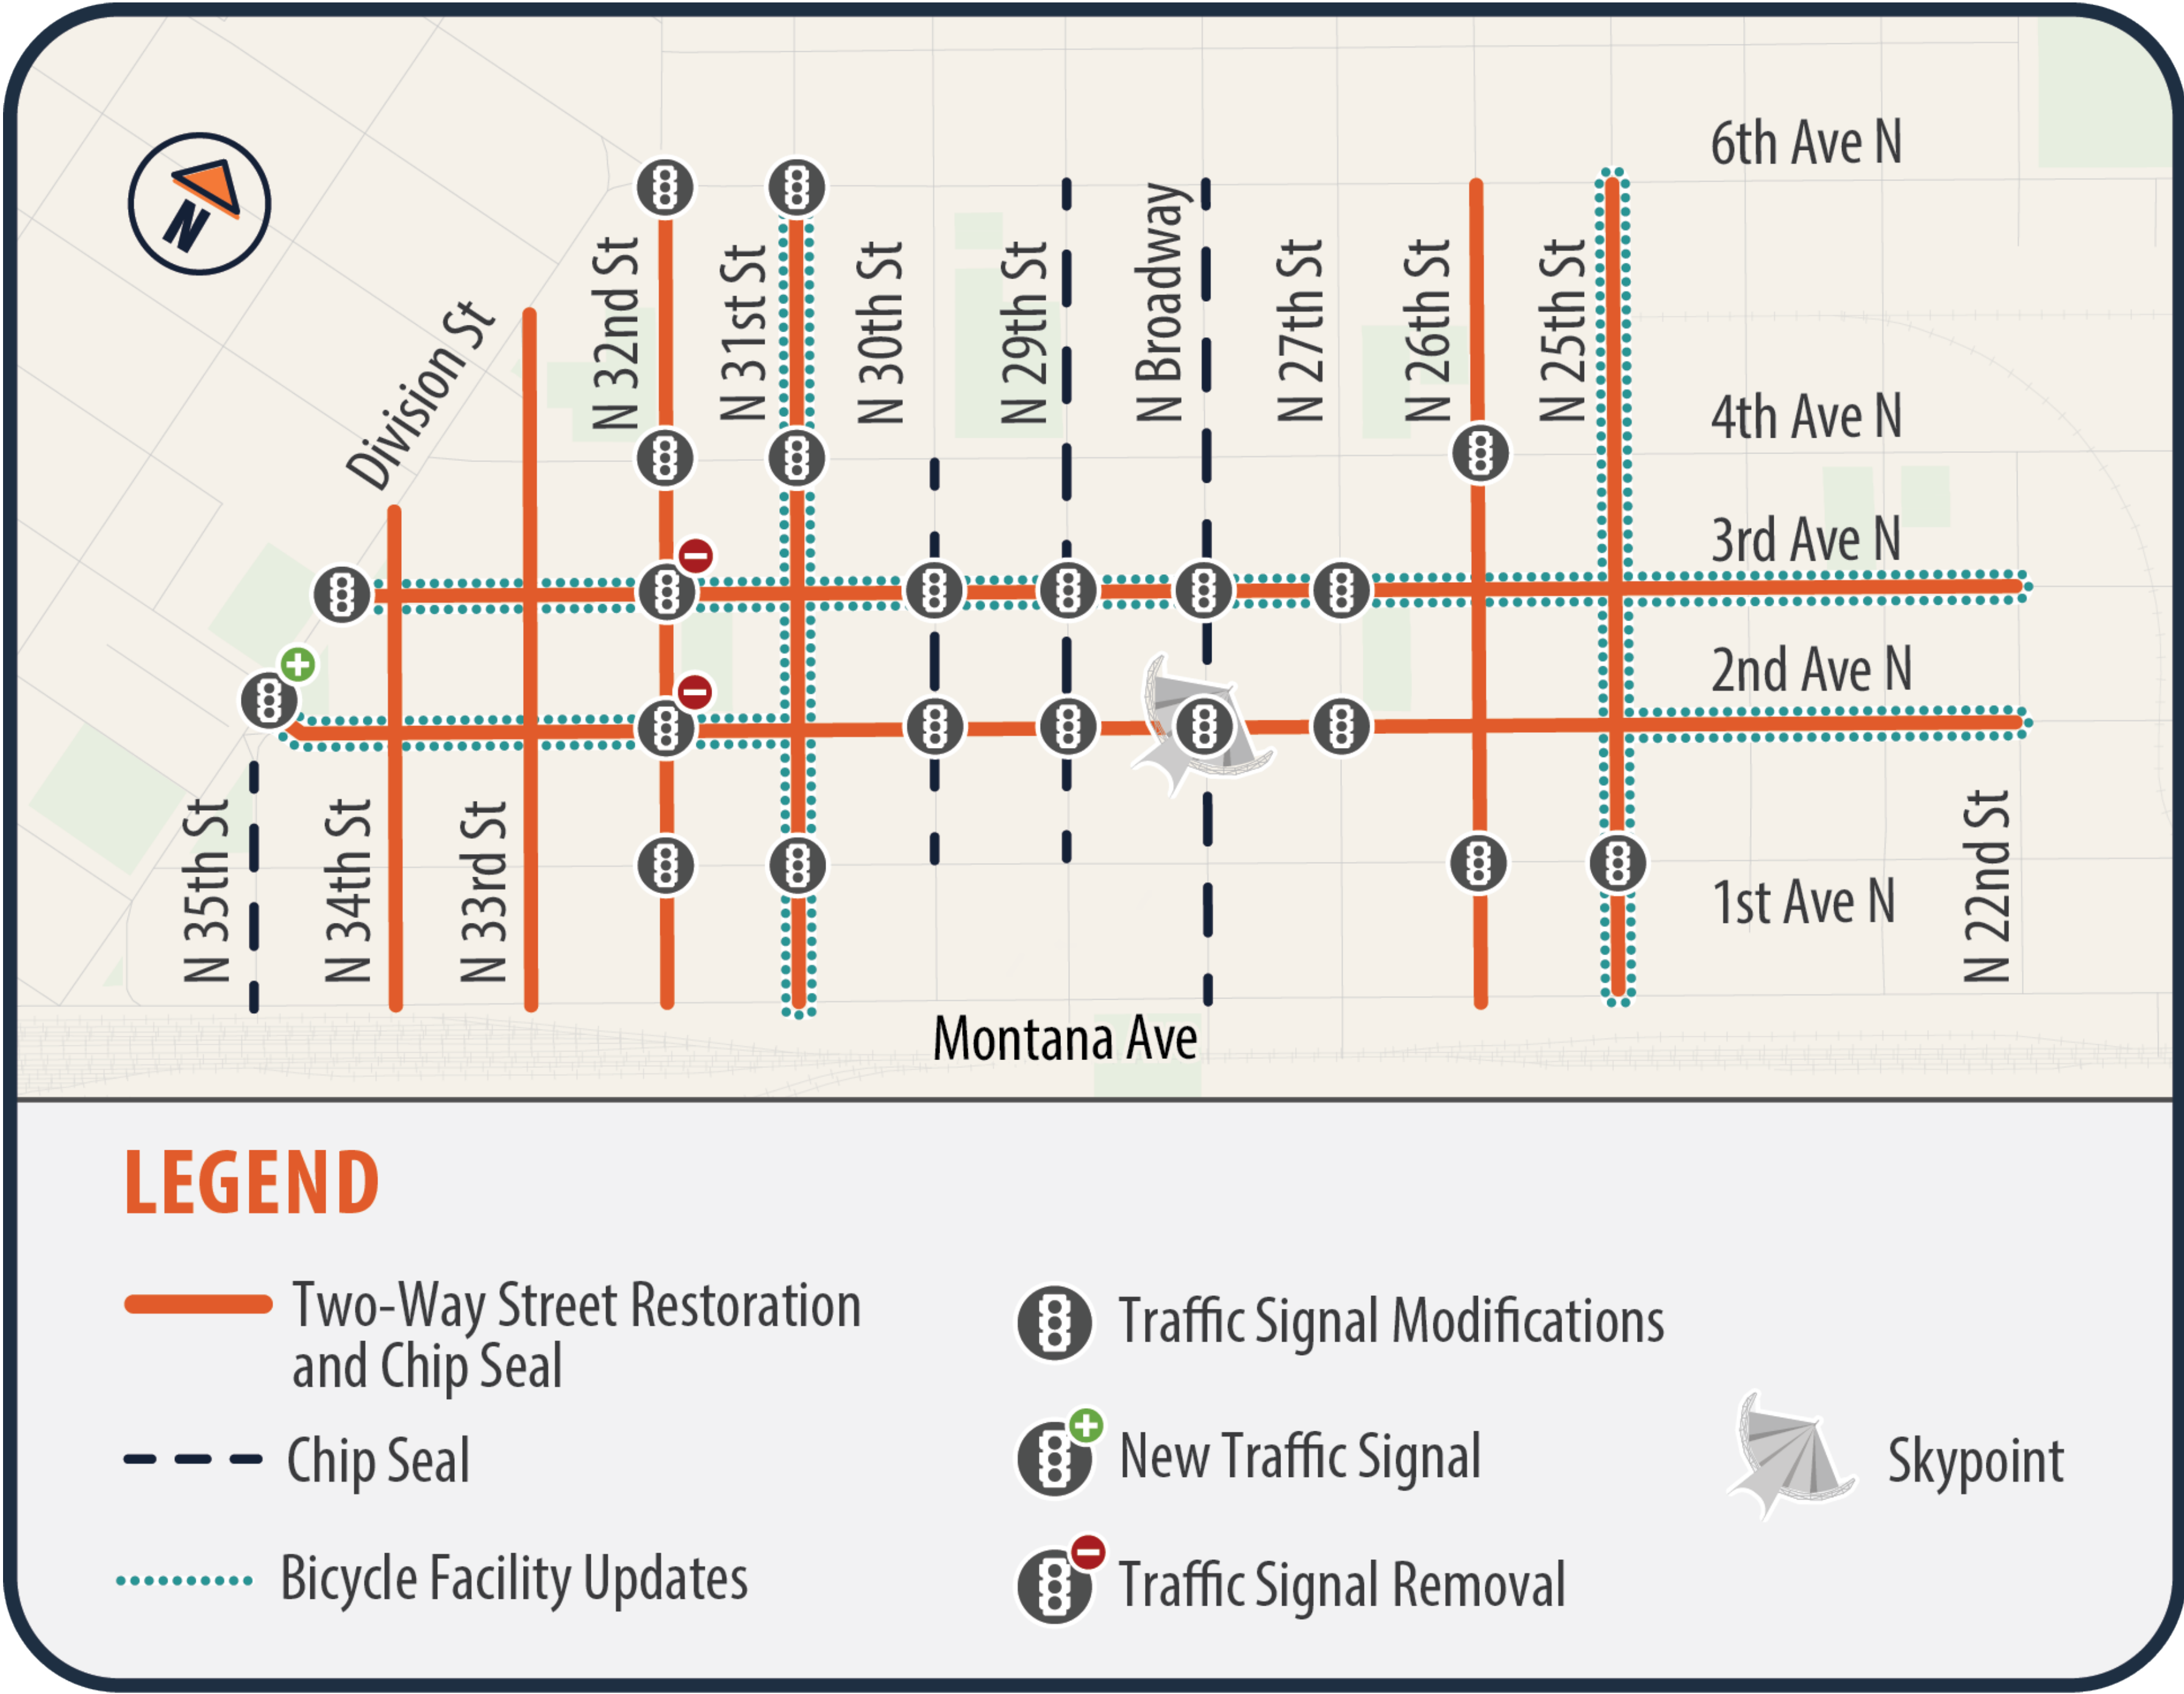 N
6th Ave N
Division St
N 32nd St
N 31st St
N 30th St
N 29th St
N Broadway
N 27th St
N 26th St
N 25th St
4th Ave N
3rd Ave N
2nd Ave N
N 35th St
N 34th St
N 33rd St
1st Ave N
N 22nd St
Montana Ave
LEGEND
Two-Way Street Restoration
and Chip Seal
Chip Seal
Bicycle Facility Updates
Traffic Signal Modifications
New Traffic Signal
Traffic Signal Removal
Skypoint